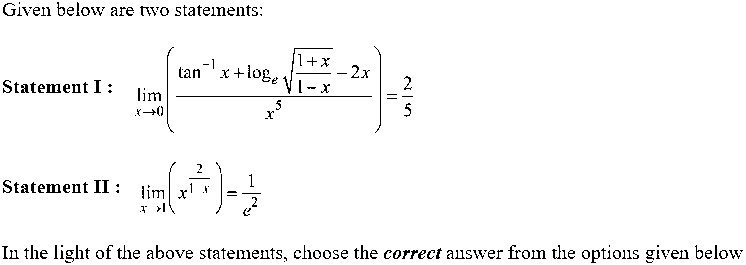 Given below are two statements:
Statement I : lim x→0 ( (tan⁻¹ x + logₑ √((1+x)/(1−x)) − 2x) / x⁵ ) = 2/5
Statement II : lim x→1 ( x^(2/(1−x)) ) = 1/e²
In the light of the above statements, choose the correct answer from the options given below